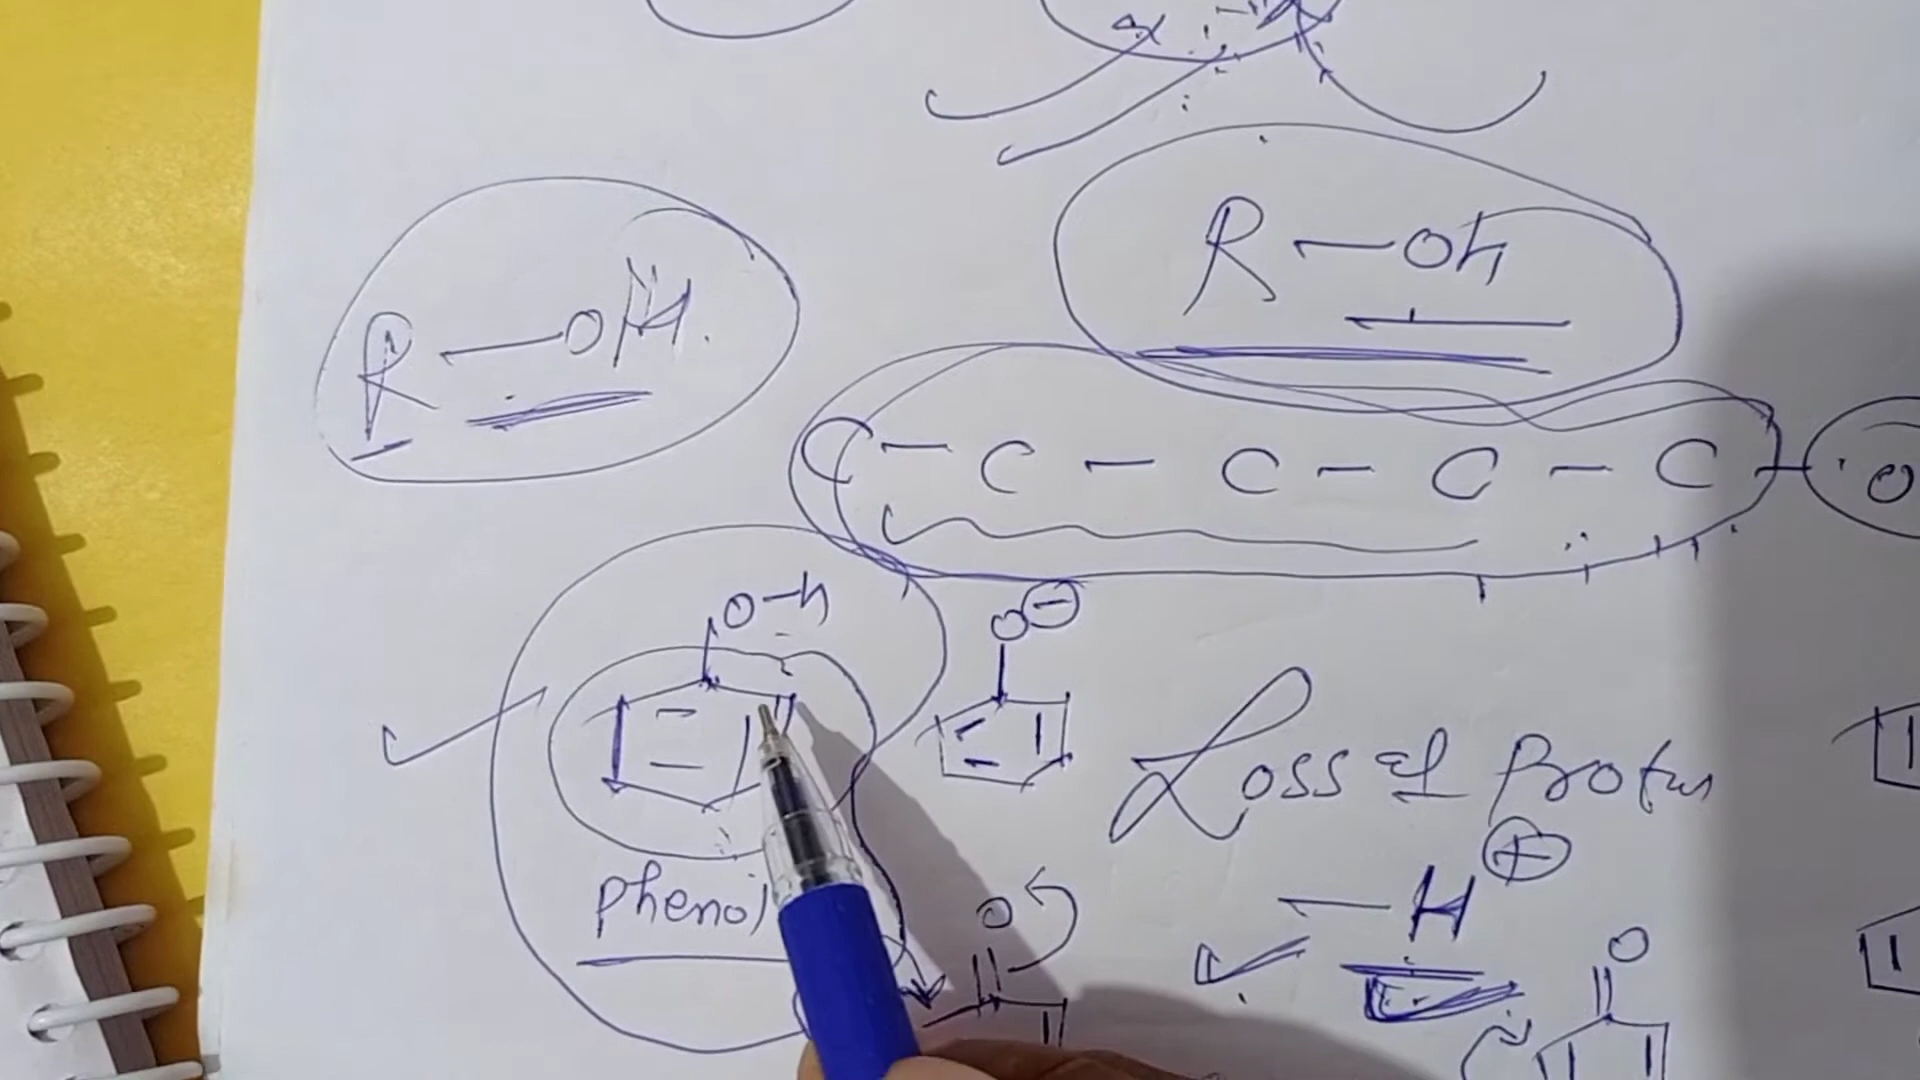 R-OH.
R-Oh
C-C-C-C-C-O
O-h
O⊖
Loss of Proton
phenol
-H⊕
O
O